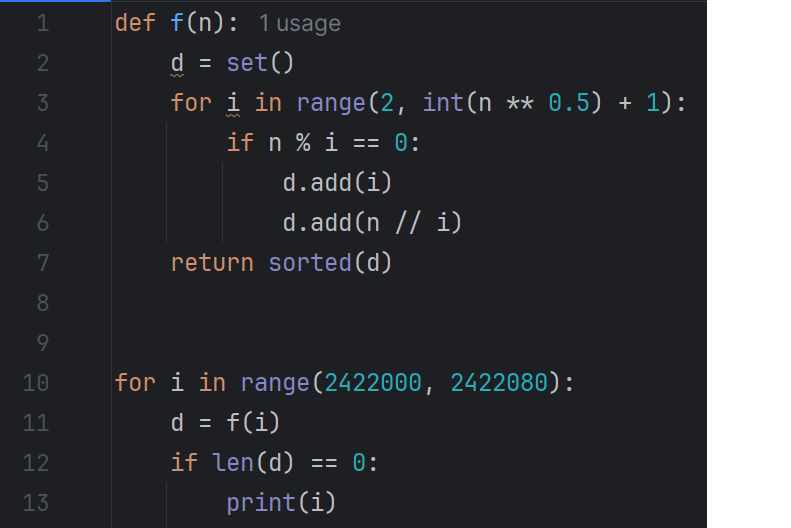 1 def f(n): 1 usage
2     d = set()
3     for i in range(2, int(n ** 0.5) + 1):
4         if n % i == 0:
5             d.add(i)
6             d.add(n // i)
7     return sorted(d)
8
9
10 for i in range(2422000, 2422080):
11     d = f(i)
12     if len(d) == 0:
13         print(i)